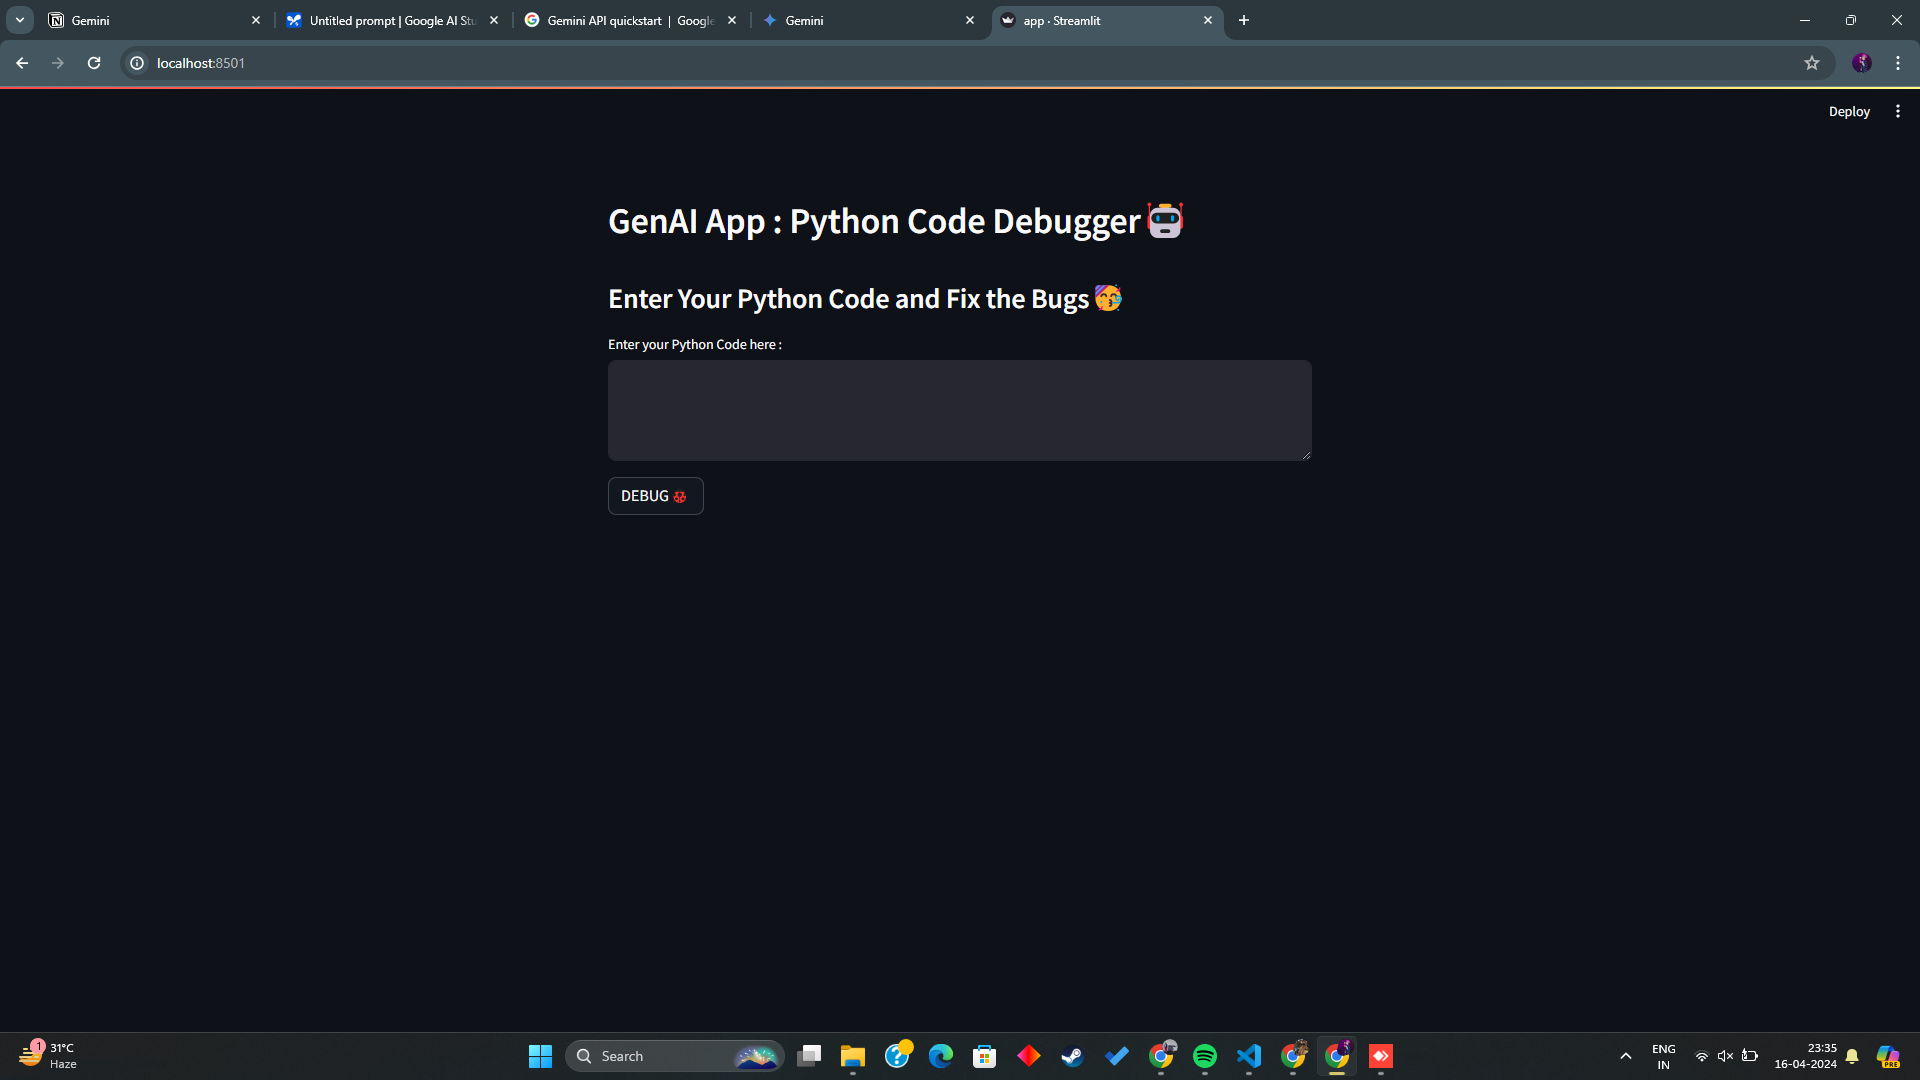 Gemini
Untitled prompt | Google AI Stu
Gemini API quickstart | Google
Gemini
app · Streamlit
localhost:8501
Deploy
GenAI App : Python Code Debugger
Enter Your Python Code and Fix the Bugs
Enter your Python Code here :
DEBUG
1
31°C
Haze
Search
ENG
IN
23:35
16-04-2024
PRE